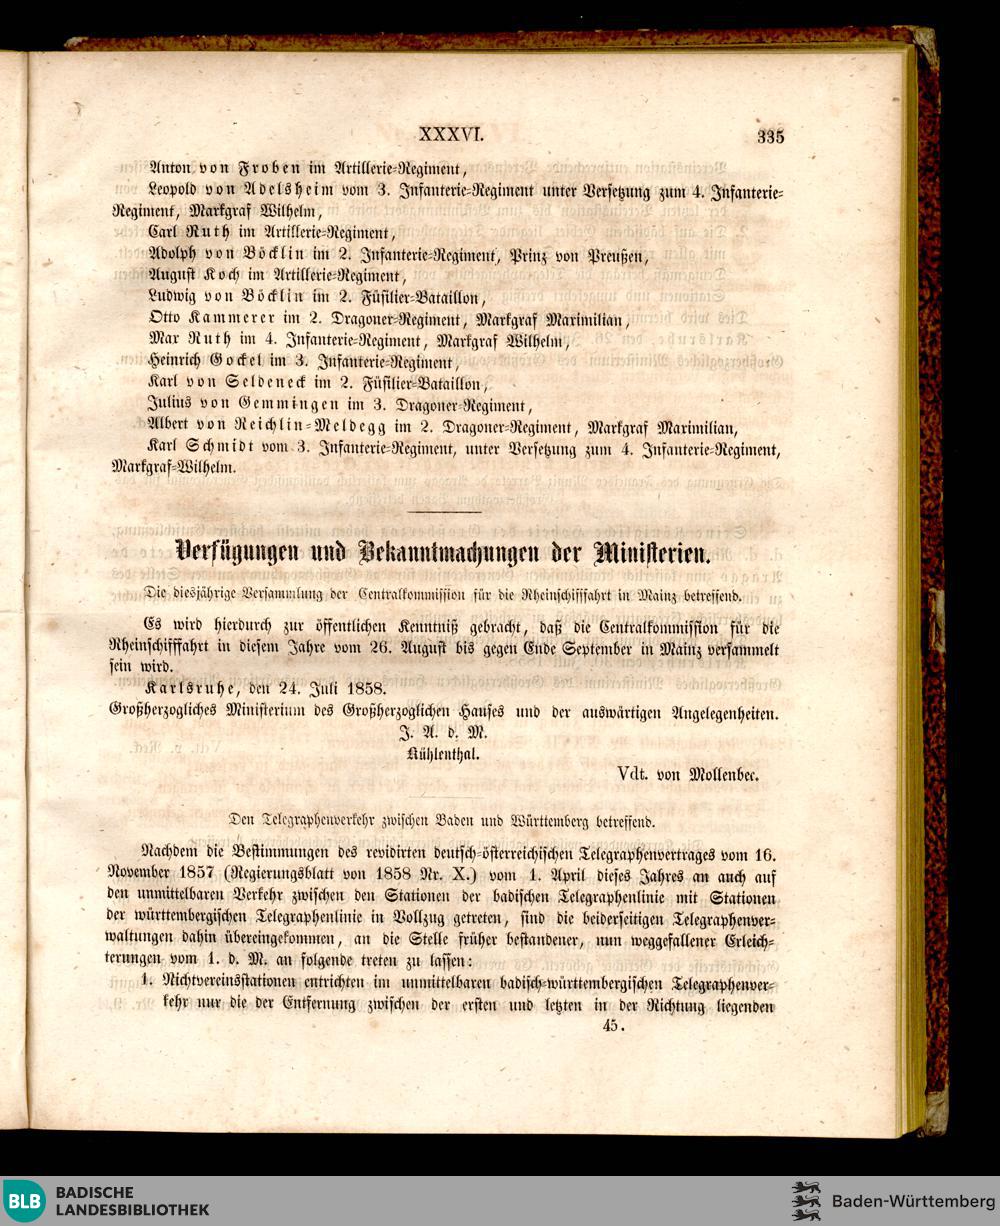 XXXVI. 335
Anton von Froben im Artillerie-Regiment,
Leopold von Adelsheim vom 3. Infanterie-Regiment unter Versetzung zum 4. Infanterie-
Regiment, Markgraf Wilhelm,
Carl Ruth im Artillerie-Regiment,
Adolph von Böcklin im 2. Infanterie-Regiment, Prinz von Preußen,
August Koch im Artillerie-Regiment,
Ludwig von Böcklin im 2. Füsilier-Bataillon,
Otto Kammerer im 2. Dragoner-Regiment, Markgraf Maximilian,
Max Ruth im 4. Infanterie-Regiment, Markgraf Wilhelm,
Heinrich Gockel im 3. Infanterie-Regiment,
Karl von Seldeneck im 2. Füsilier-Bataillon,
Julius von Gemmingen im 3. Dragoner-Regiment,
Albert von Reichlin-Meldegg im 2. Dragoner-Regiment, Markgraf Maximilian,
Karl Schmidt vom 3. Infanterie-Regiment, unter Versetzung zum 4. Infanterie-Regiment,
Markgraf-Wilhelm.
Verfügungen und Bekanntmachungen der Ministerien.
Die diesjährige Versammlung der Centralkommission für die Rheinschifffahrt in Mainz betreffend.
Es wird hierdurch zur öffentlichen Kenntniß gebracht, daß die Centralkommission für die
Rheinschifffahrt in diesem Jahre vom 26. August bis gegen Ende September in Mainz versammelt
sein wird.
Karlsruhe, den 24. Juli 1858.
Großherzogliches Ministerium des Großherzoglichen Hauses und der auswärtigen Angelegenheiten.
J. A. d. M.
Kühlenthal.
Vdt. von Mollenbec.
Den Telegraphenverkehr zwischen Baden und Württemberg betreffend.
Nachdem die Bestimmungen des revidirten deutsch-österreichischen Telegraphenvertrages vom 16.
November 1857 (Regierungsblatt von 1858 Nr. X.) vom 1. April dieses Jahres an auch auf
den unmittelbaren Verkehr zwischen den Stationen der badischen Telegraphenlinie mit Stationen
der württembergischen Telegraphenlinie in Vollzug getreten, sind die beiderseitigen Telegraphenver-
waltungen dahin übereingekommen, an die Stelle früher bestandener, nun weggefallener Erleich-
terungen vom 1. d. M. an folgende treten zu lassen:
1. Nichtvereinsstationen entrichten im unmittelbaren badisch-württembergischen Telegraphenver-
kehr nur die der Entfernung zwischen der ersten und letzten in der Richtung liegenden
45.
BLB BADISCHE
LANDESBIBLIOTHEK
Baden-Württemberg